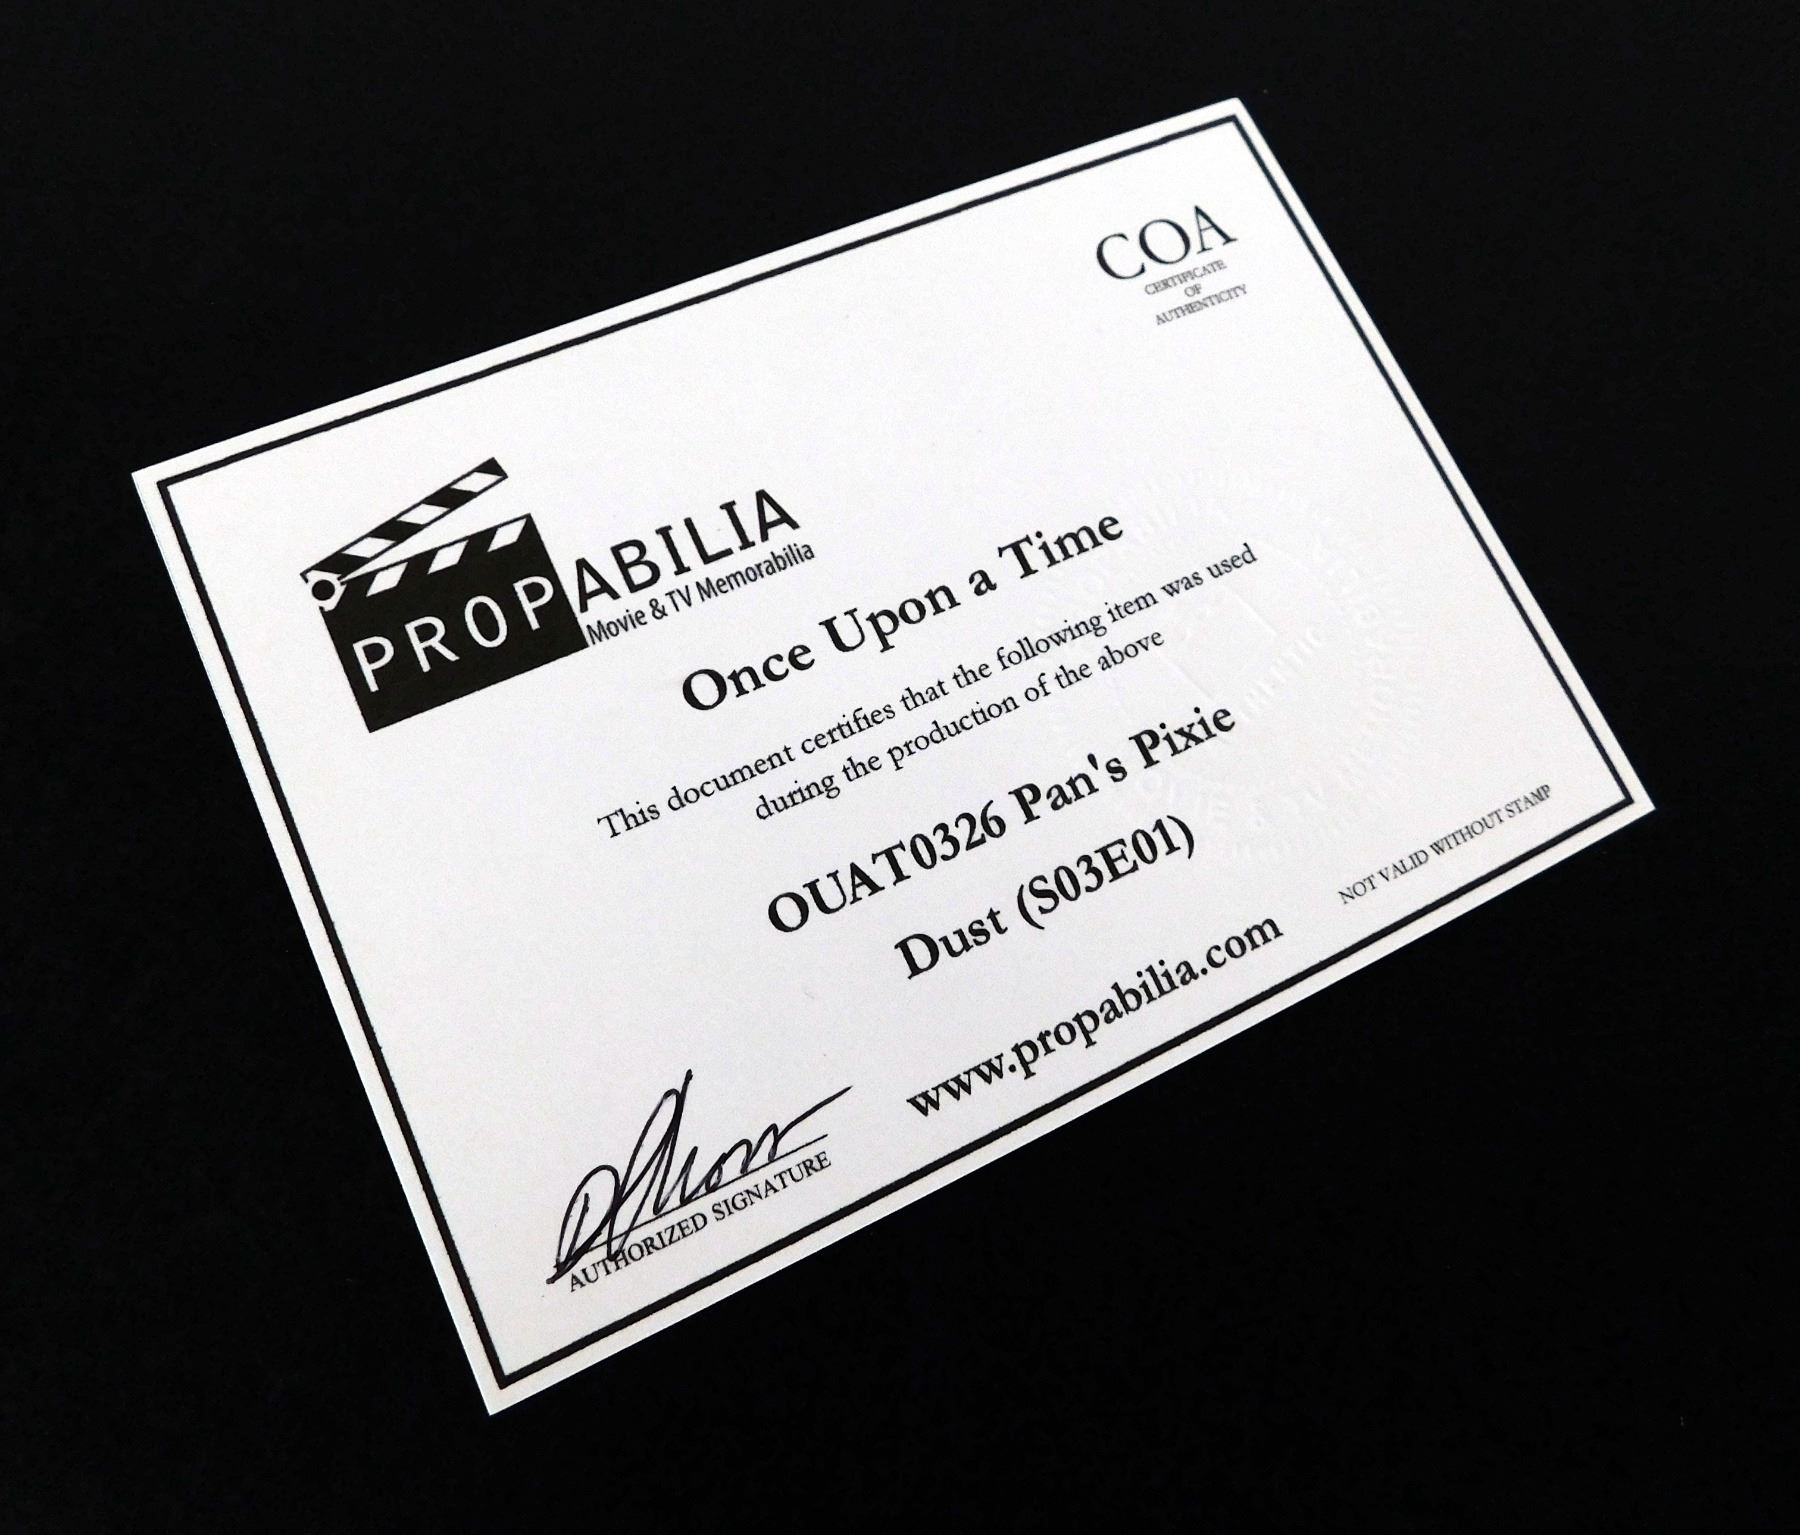 COA
CERTIFICATE
OF
AUTHENTICITY
PROPABILIA
Movie & TV Memorabilia
Once Upon a Time
This document certifies that the following item was used
during the production of the above
OUAT0326 Pan's Pixie
Dust (S03E01)
www.propabilia.com
NOT VALID WITHOUT STAMP
AUTHORIZED SIGNATURE